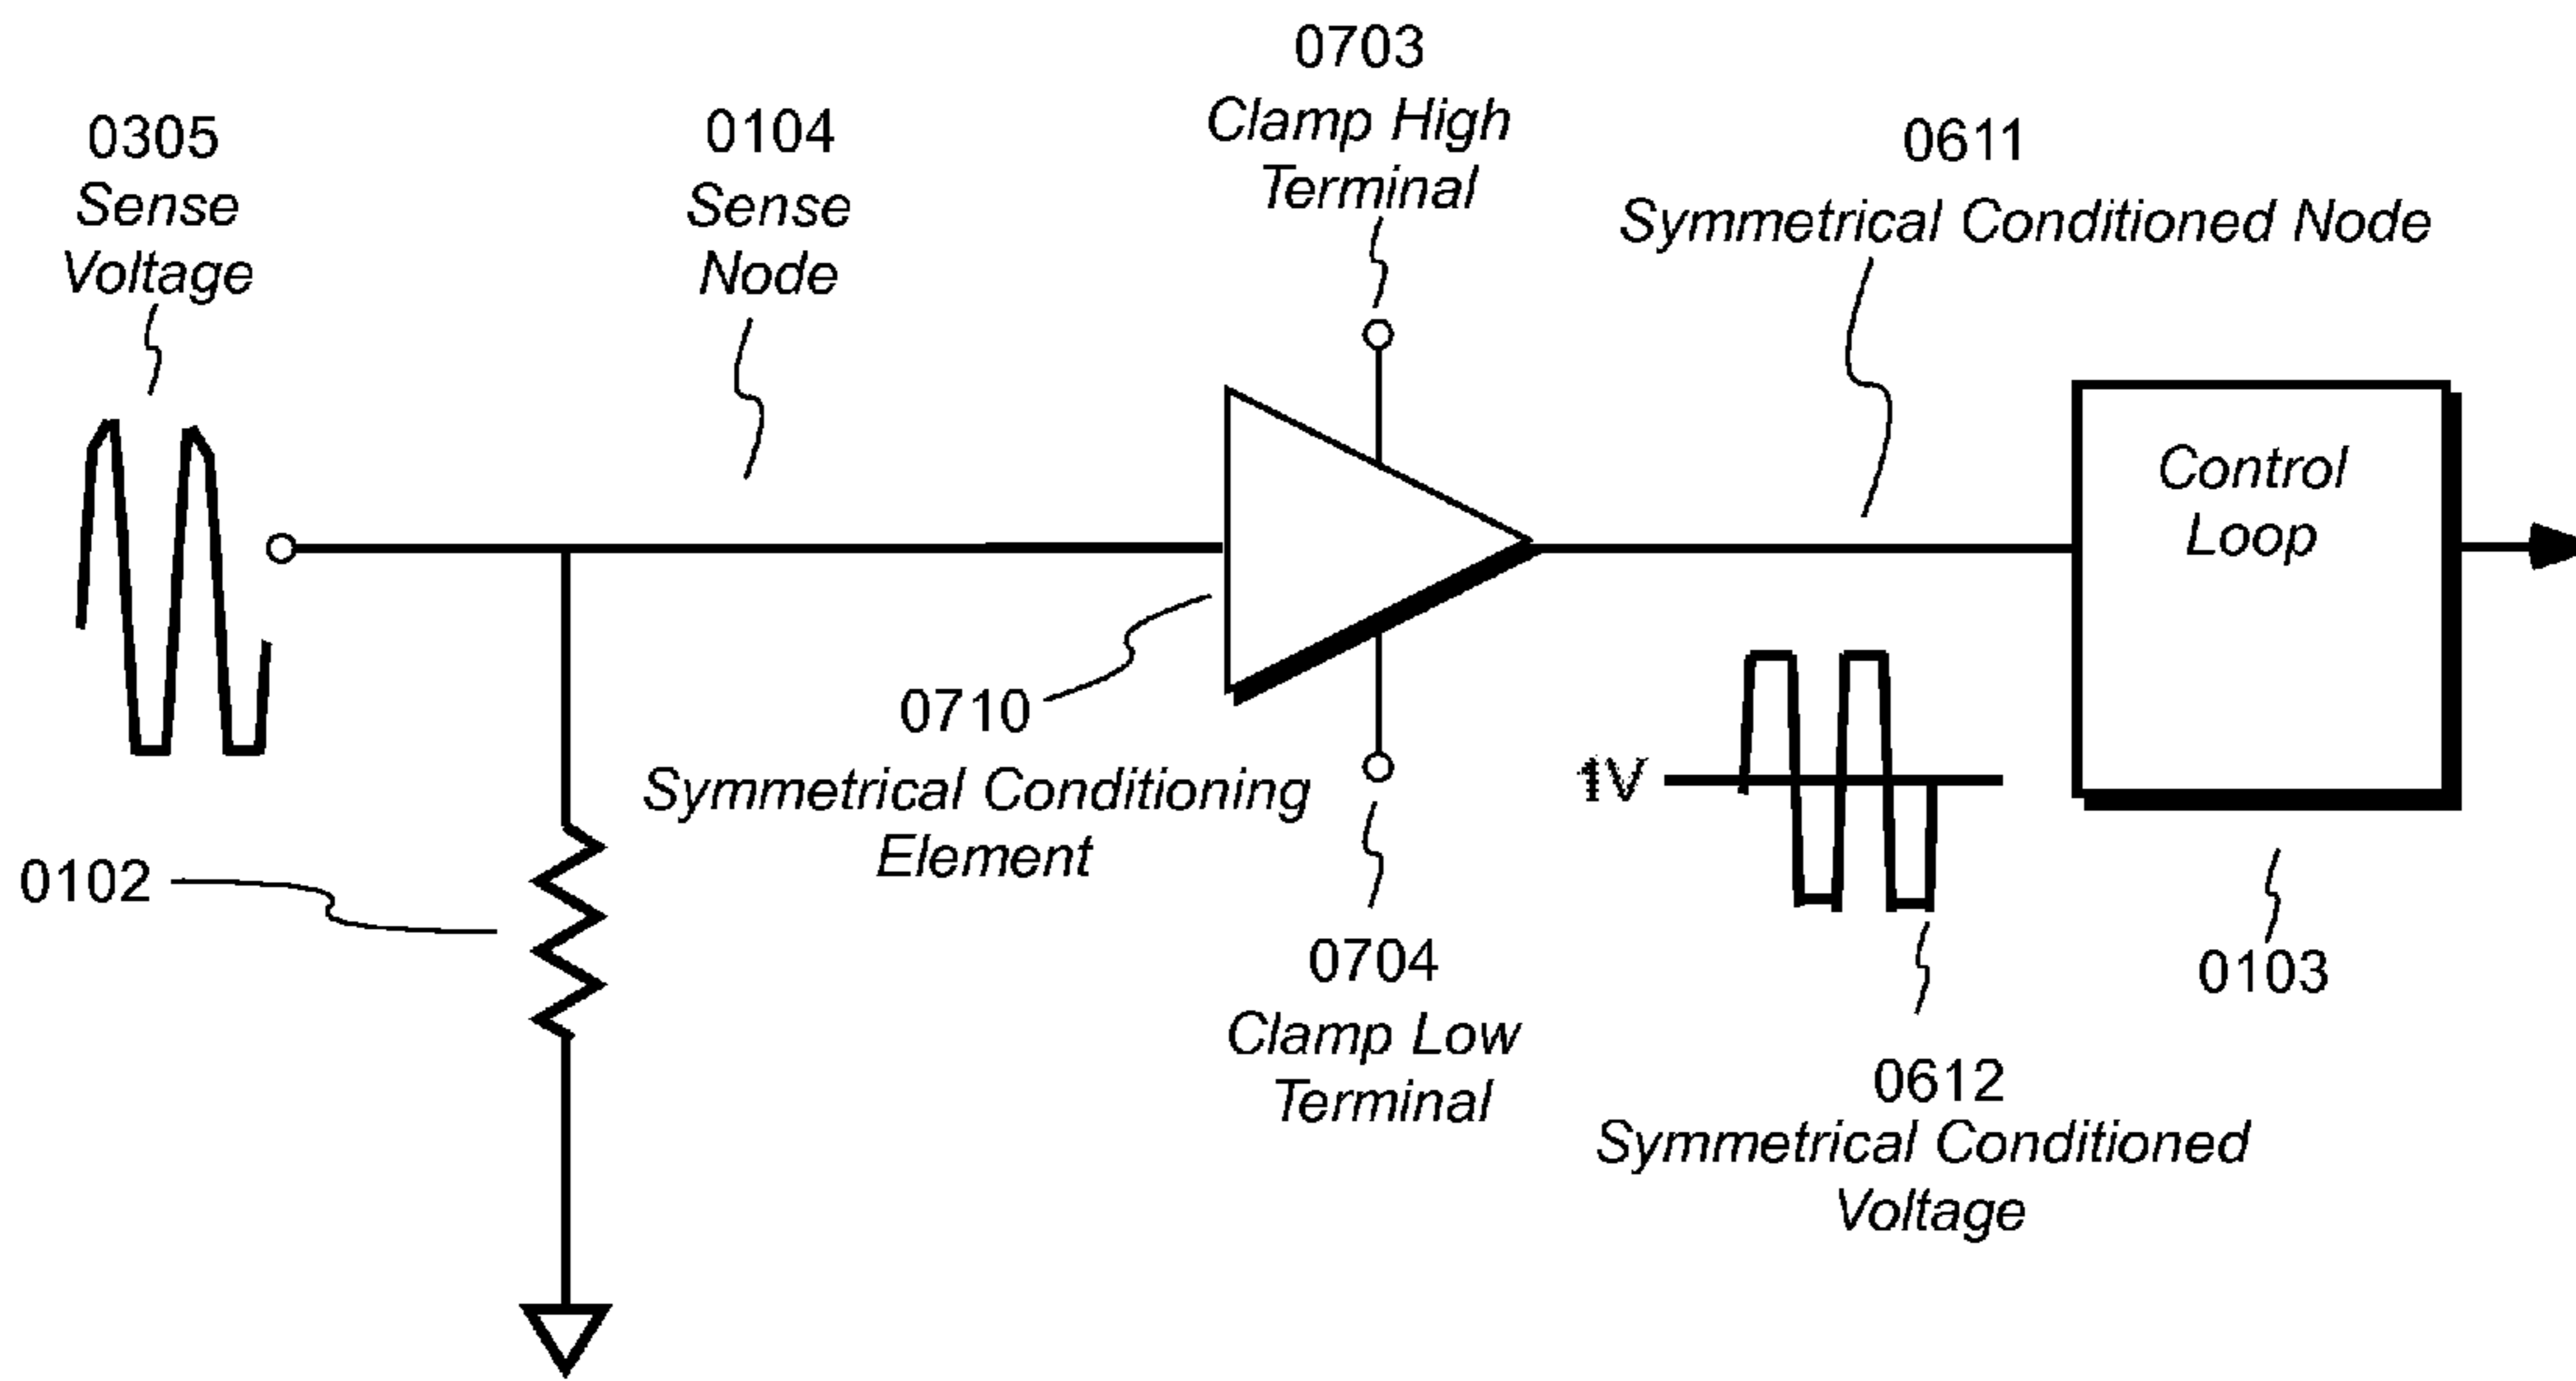 0305
Sense
Voltage
0104
Sense
Node
0703
Clamp High
Terminal
0611
Symmetrical Conditioned Node
Control
Loop
0710
Symmetrical Conditioning
Element
1V
0102
0704
Clamp Low
Terminal
0103
0612
Symmetrical Conditioned
Voltage